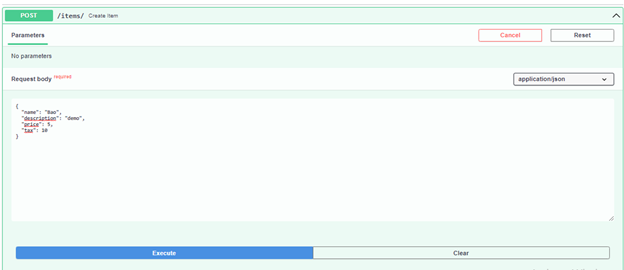 POST /items/ Create Item
Parameters Cancel Reset
No parameters
Request body required application/json
{
"name": "Bao",
"description": "demo",
"price": 5,
"tax": 10
}
Execute Clear